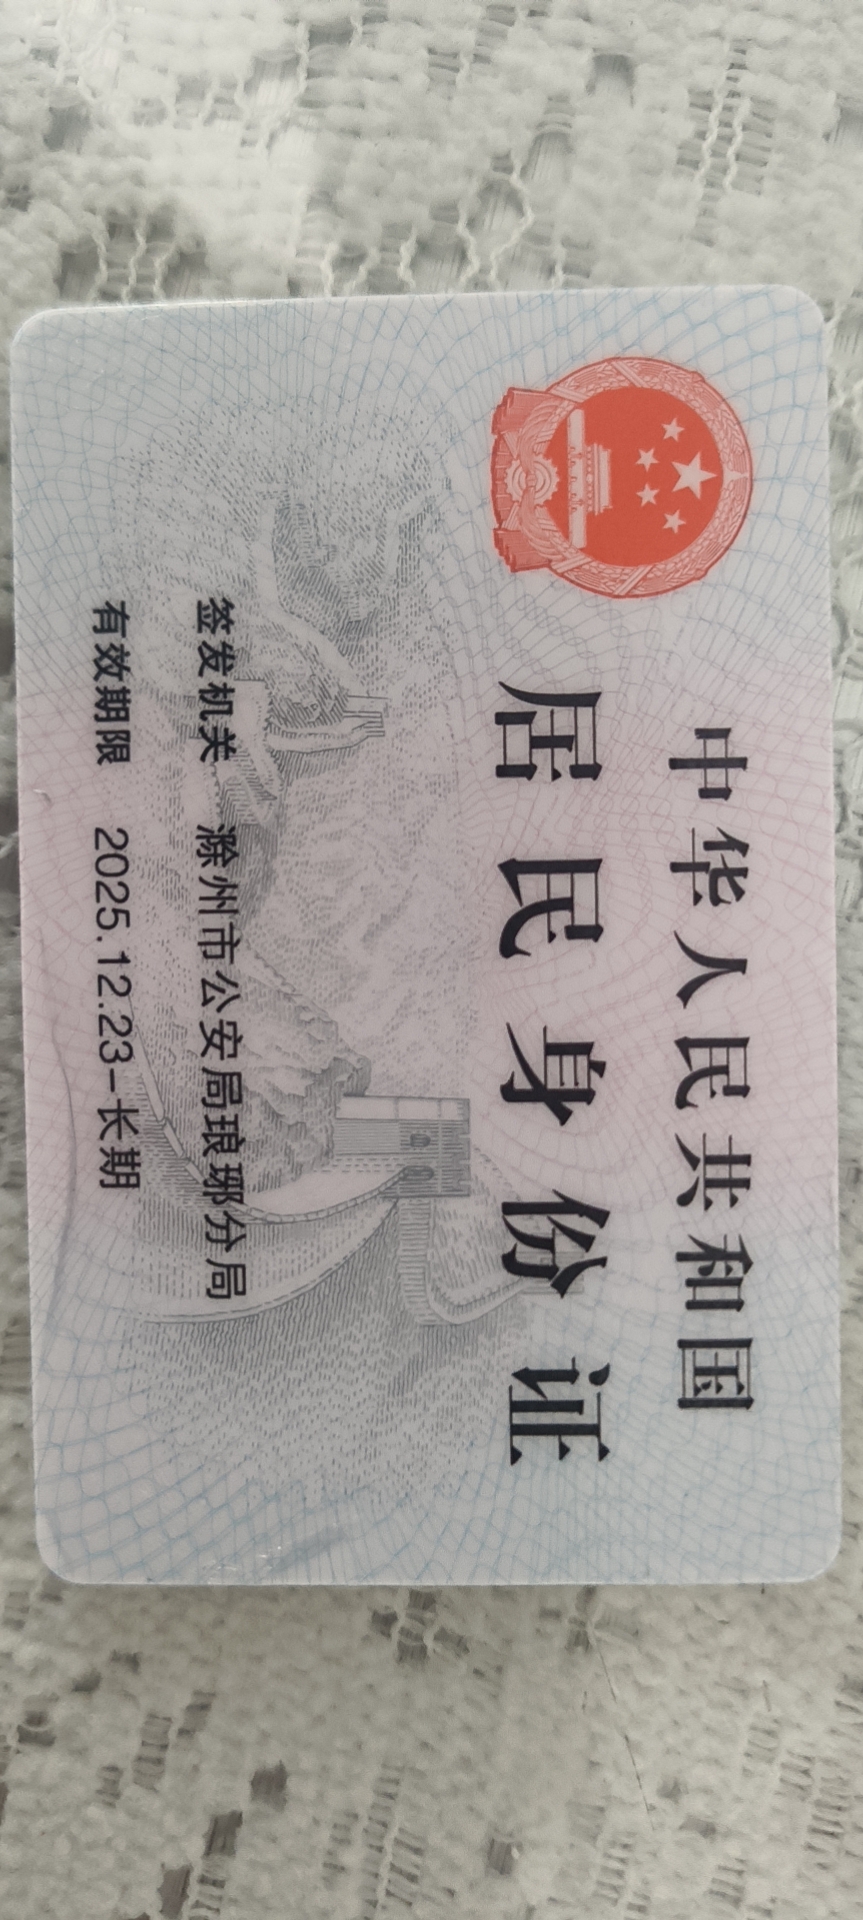 中华人民共和国
居民身份证
签发机关 滁州市公安局琅琊分局
有效期限 2025.12.23-长期